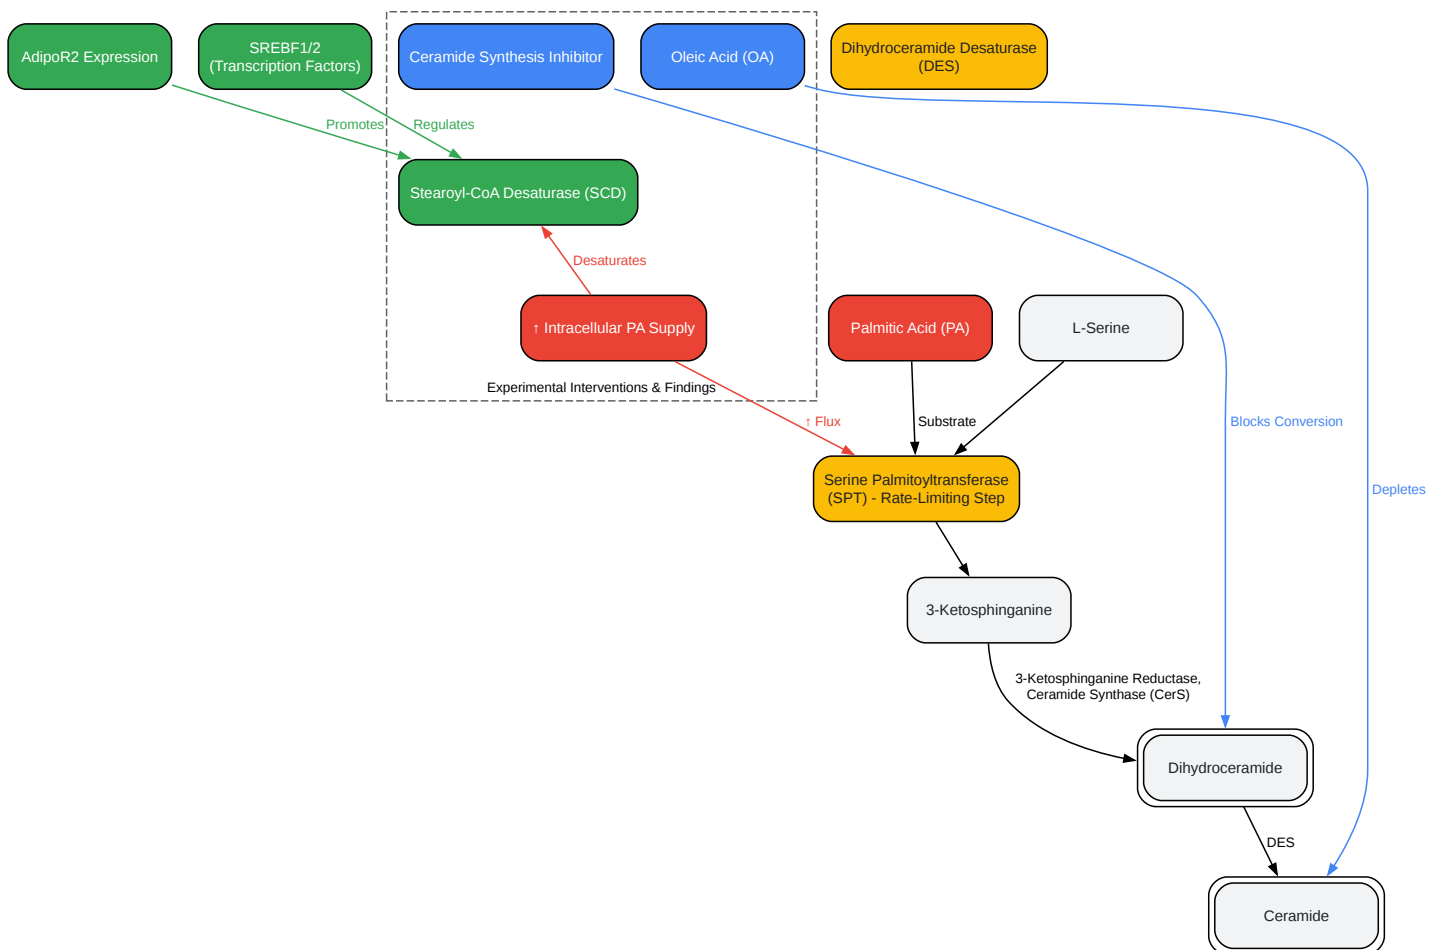 AdipoR2 Expression
SREBF1/2
(Transcription Factors)
Ceramide Synthesis Inhibitor
Oleic Acid (OA)
Dihydroceramide Desaturase
(DES)
Promotes
Regulates
Stearoyl-CoA Desaturase (SCD)
Desaturates
↑ Intracellular PA Supply
Palmitic Acid (PA)
L-Serine
Experimental Interventions & Findings
↑ Flux
Substrate
Blocks Conversion
Serine Palmitoyltransferase
(SPT) - Rate-Limiting Step
Depletes
3-Ketosphinganine
3-Ketosphinganine Reductase,
Ceramide Synthase (CerS)
Dihydroceramide
DES
Ceramide